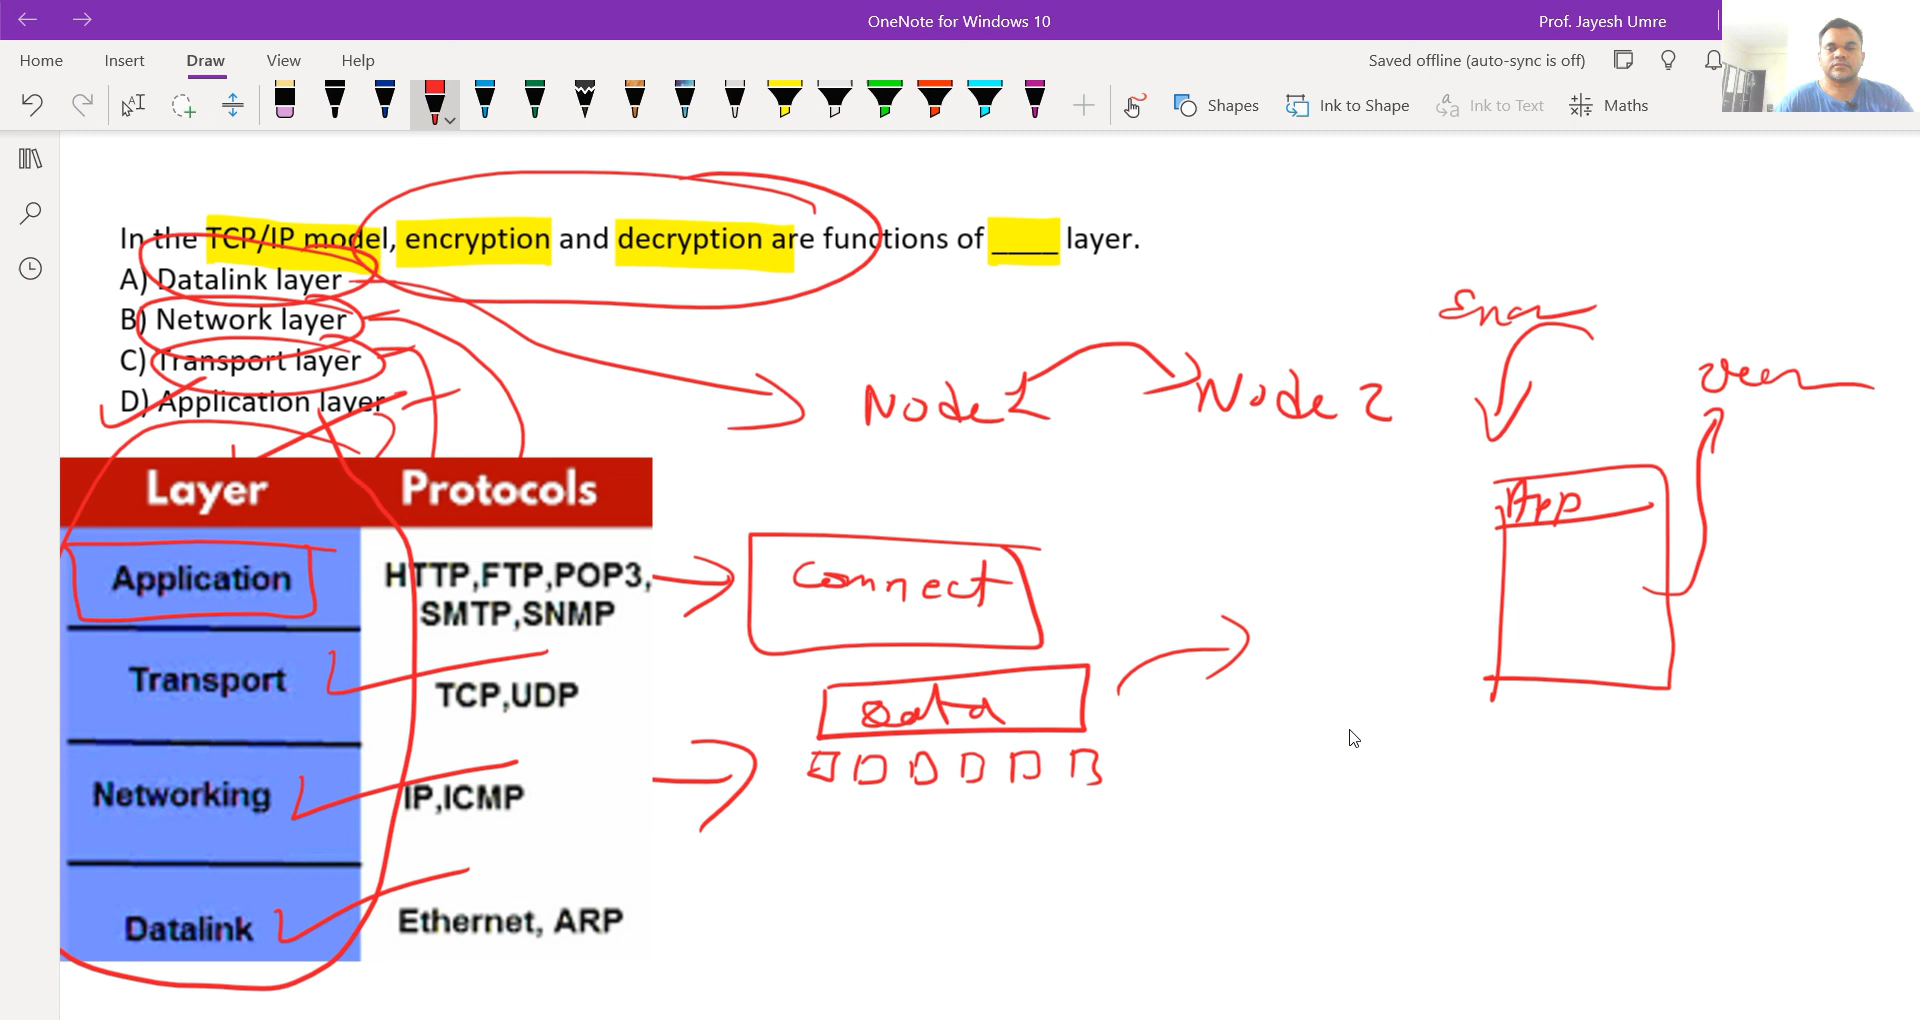 OneNote for Windows 10
Prof. Jayesh Umre
Home Insert Draw View Help
Saved offline (auto-sync is off)
Shapes Ink to Shape Ink to Text Maths
In the TCP/IP model, encryption and decryption are functions of ____ layer.
A) Datalink layer
B) Network layer
C) Transport layer
D) Application layer
Node 1 Node 2
App
Layer Protocols
Application HTTP,FTP,POP3,
SMTP,SNMP
Connect
Transport TCP,UDP
Data
Networking IP,ICMP
Datalink Ethernet, ARP